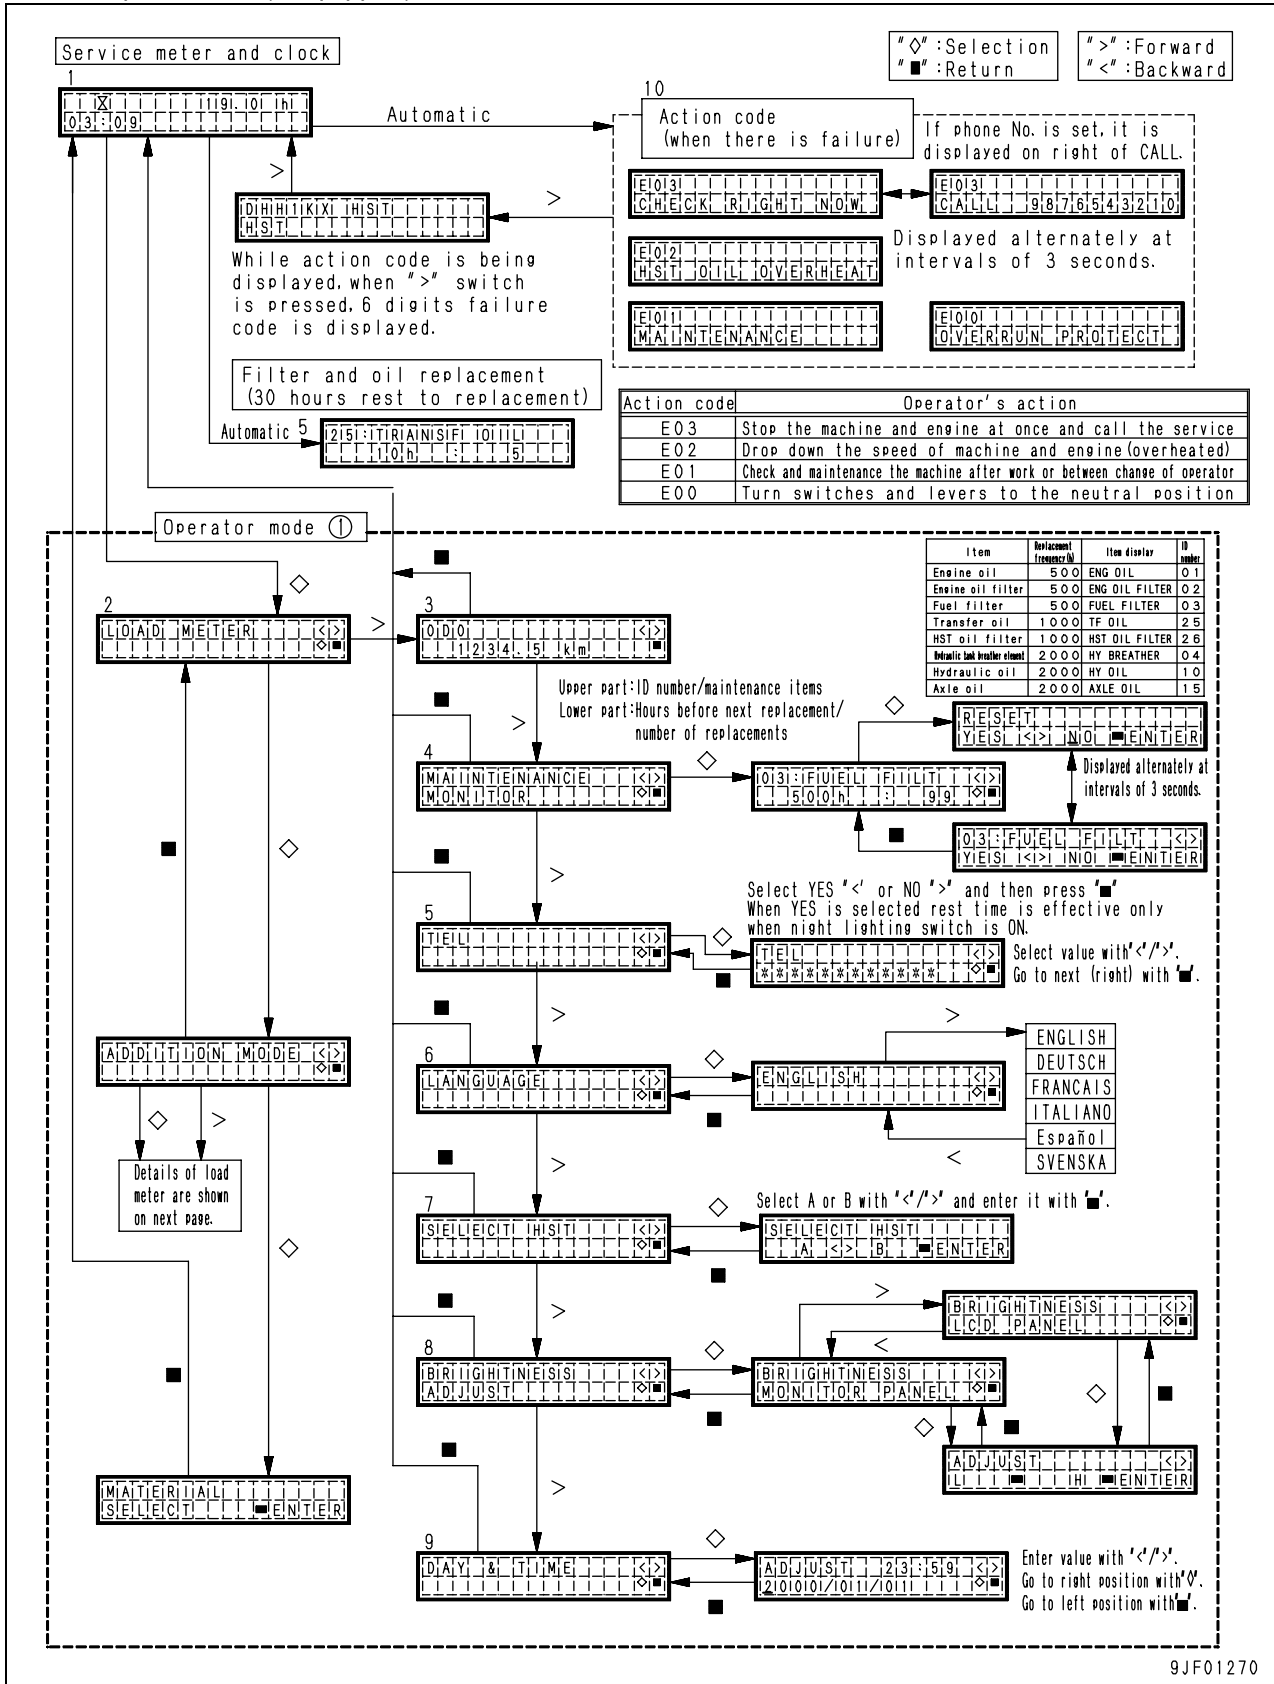 Service meter and clock
"◇":Selection
"■":Return
">":Forward
"<":Backward
1
19.0 h
03:09
Automatic
10
Action code
(when there is failure)
If phone No. is set, it is
displayed on right of CALL.
E03
CHECK RIGHT NOW
E03
CALL 9876543210
>
>
DHH1KX HST
HST
Displayed alternately at
intervals of 3 seconds.
E02
HST OIL OVERHEAT
While action code is being
displayed, when ">" switch
is pressed, 6 digits failure
code is displayed.
E01
MAINTENANCE
E00
OVERRUN PROTECT
Filter and oil replacement
(30 hours rest to replacement)
Automatic 5
25:TRANSF OIL
10h : 5
Action code Operator's action
E03 Stop the machine and engine at once and call the service
E02 Drop down the speed of machine and engine (overheated)
E01 Check and maintenance the machine after work or between change of operator
E00 Turn switches and levers to the neutral position
Operator mode ①
Item Replacement frequency (h) Item display ID number
Engine oil 500 ENG OIL 01
Engine oil filter 500 ENG OIL FILTER 02
Fuel filter 500 FUEL FILTER 03
Transfer oil 1000 TF OIL 25
HST oil filter 1000 HST OIL FILTER 26
Hydraulic tank breather element 2000 HY BREATHER 04
Hydraulic oil 2000 HY OIL 10
Axle oil 2000 AXLE OIL 15
2
LOAD METER <>
◇■
>
3
ODO <>
1234.5 km ■
Upper part:ID number/maintenance items
Lower part:Hours before next replacement/
number of replacements
4
MAINTENANCE <>
MONITOR ◇■
03:FUEL FILT <>
500h : 99 ◇■
RESET
YES <> NO ■ENTER
Displayed alternately at
intervals of 3 seconds.
03:FUEL FILT <>
YES <> NO ■ENTER
Select YES "<' or NO ">" and then press "■"
When YES is selected rest time is effective only
when night lighting switch is ON.
5
TEL <>
◇■
TEL <>
************ ◇■
Select value with"<"/">".
Go to next (right) with "■".
ADDITION MODE <>
◇■
6
LANGUAGE <>
◇■
ENGLISH <>
◇■
ENGLISH
DEUTSCH
FRANCAIS
ITALIANO
Español
SVENSKA
Details of load
meter are shown
on next page.
7
SELECT HST <>
◇■
Select A or B with "<"/">" and enter it with "■".
SELECT HST
A <> B ■ENTER
8
BRIGHTNESS <>
ADJUST ◇■
BRIGHTNESS <>
MONITOR PANEL ◇■
BRIGHTNESS <>
LCD PANEL ◇■
ADJUST <>
L ■ H ■ENTER
MATERIAL
SELECT ■ENTER
9
DAY & TIME <>
◇■
ADJUST 23:59 <>
2000/01/01 ◇■
Enter value with "<"/">".
Go to right position with"◇".
Go to left position with"■".
9JF01270